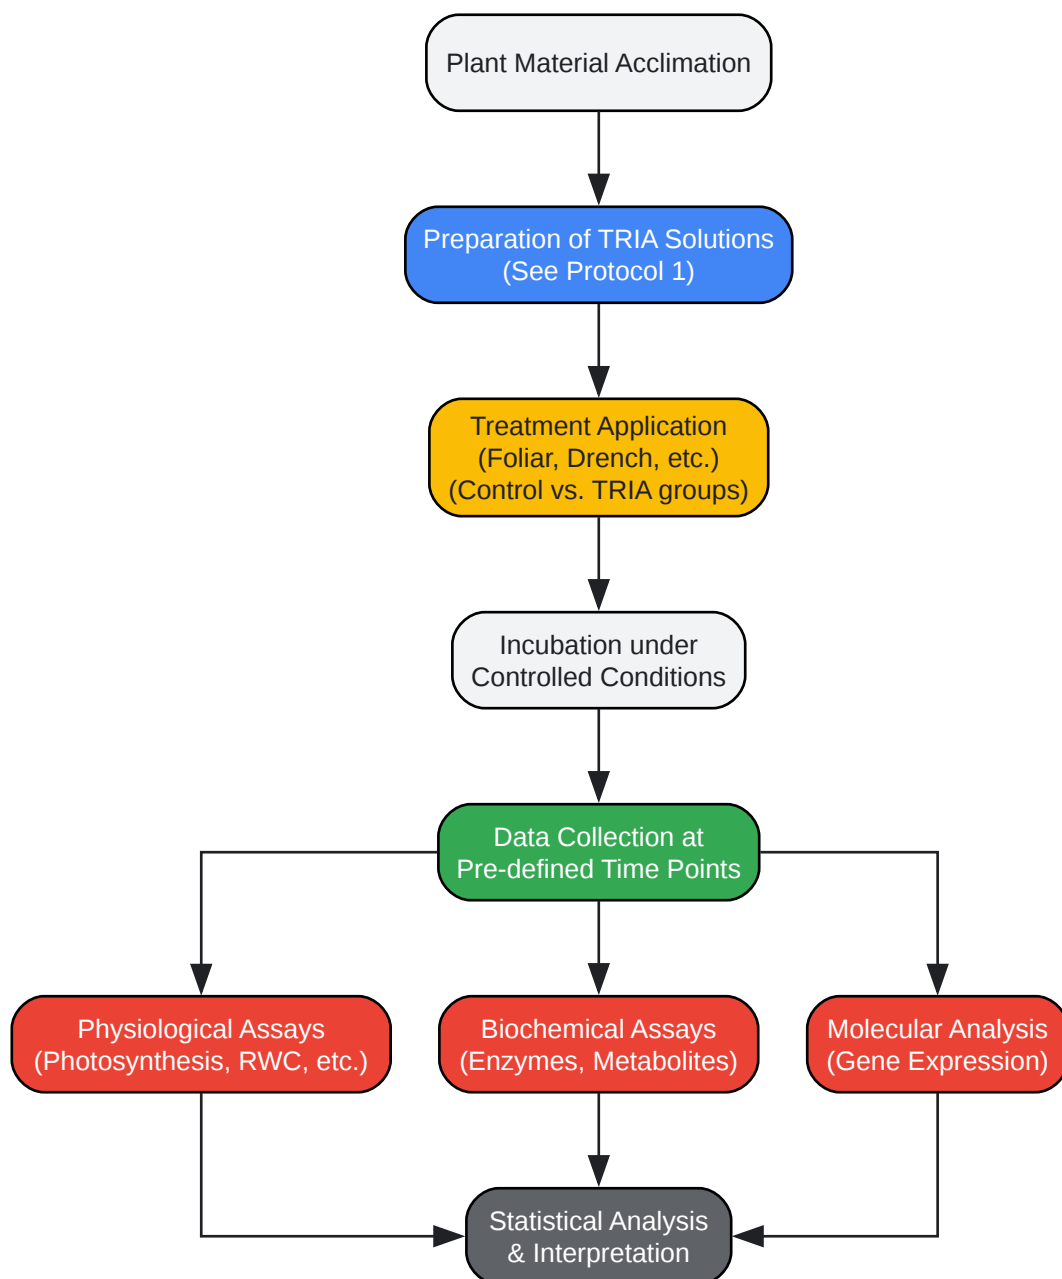 Plant Material Acclimation
Preparation of TRIA Solutions
(See Protocol 1)
Treatment Application
(Foliar, Drench, etc.)
(Control vs. TRIA groups)
Incubation under
Controlled Conditions
Data Collection at
Pre-defined Time Points
Physiological Assays
(Photosynthesis, RWC, etc.)
Biochemical Assays
(Enzymes, Metabolites)
Molecular Analysis
(Gene Expression)
Statistical Analysis
& Interpretation